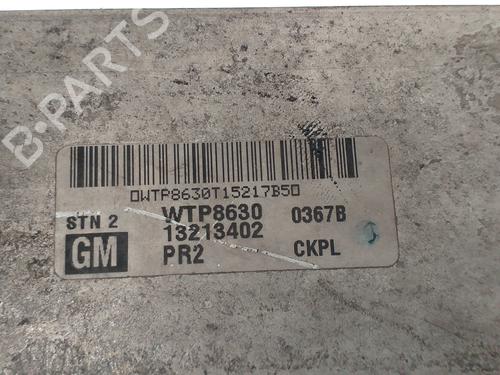 B-PARTS
0WTP8630T15217B50
STN 2 WTP8630 0367B
GM 13213402
PR2 CKPL